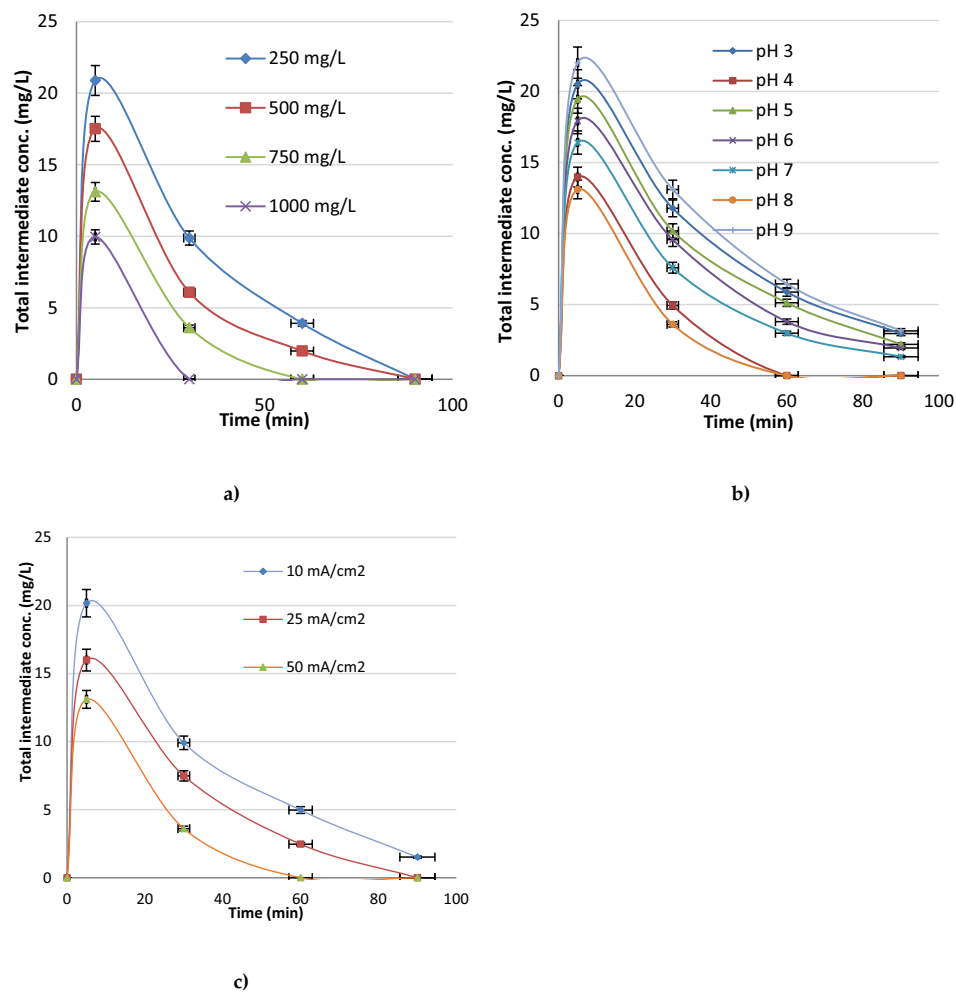 Total intermediate conc. (mg/L)
25
20
15
10
5
0
0
50
100
Time (min)
250 mg/L
500 mg/L
750 mg/L
1000 mg/L
a)
Total intermediate conc. (mg/L)
25
20
15
10
5
0
0
20
40
60
80
100
Time (min)
pH 3
pH 4
pH 5
pH 6
pH 7
pH 8
pH 9
b)
Total intermediate conc. (mg/L)
25
20
15
10
5
0
0
20
40
60
80
100
Time (min)
10 mA/cm2
25 mA/cm2
50 mA/cm2
c)